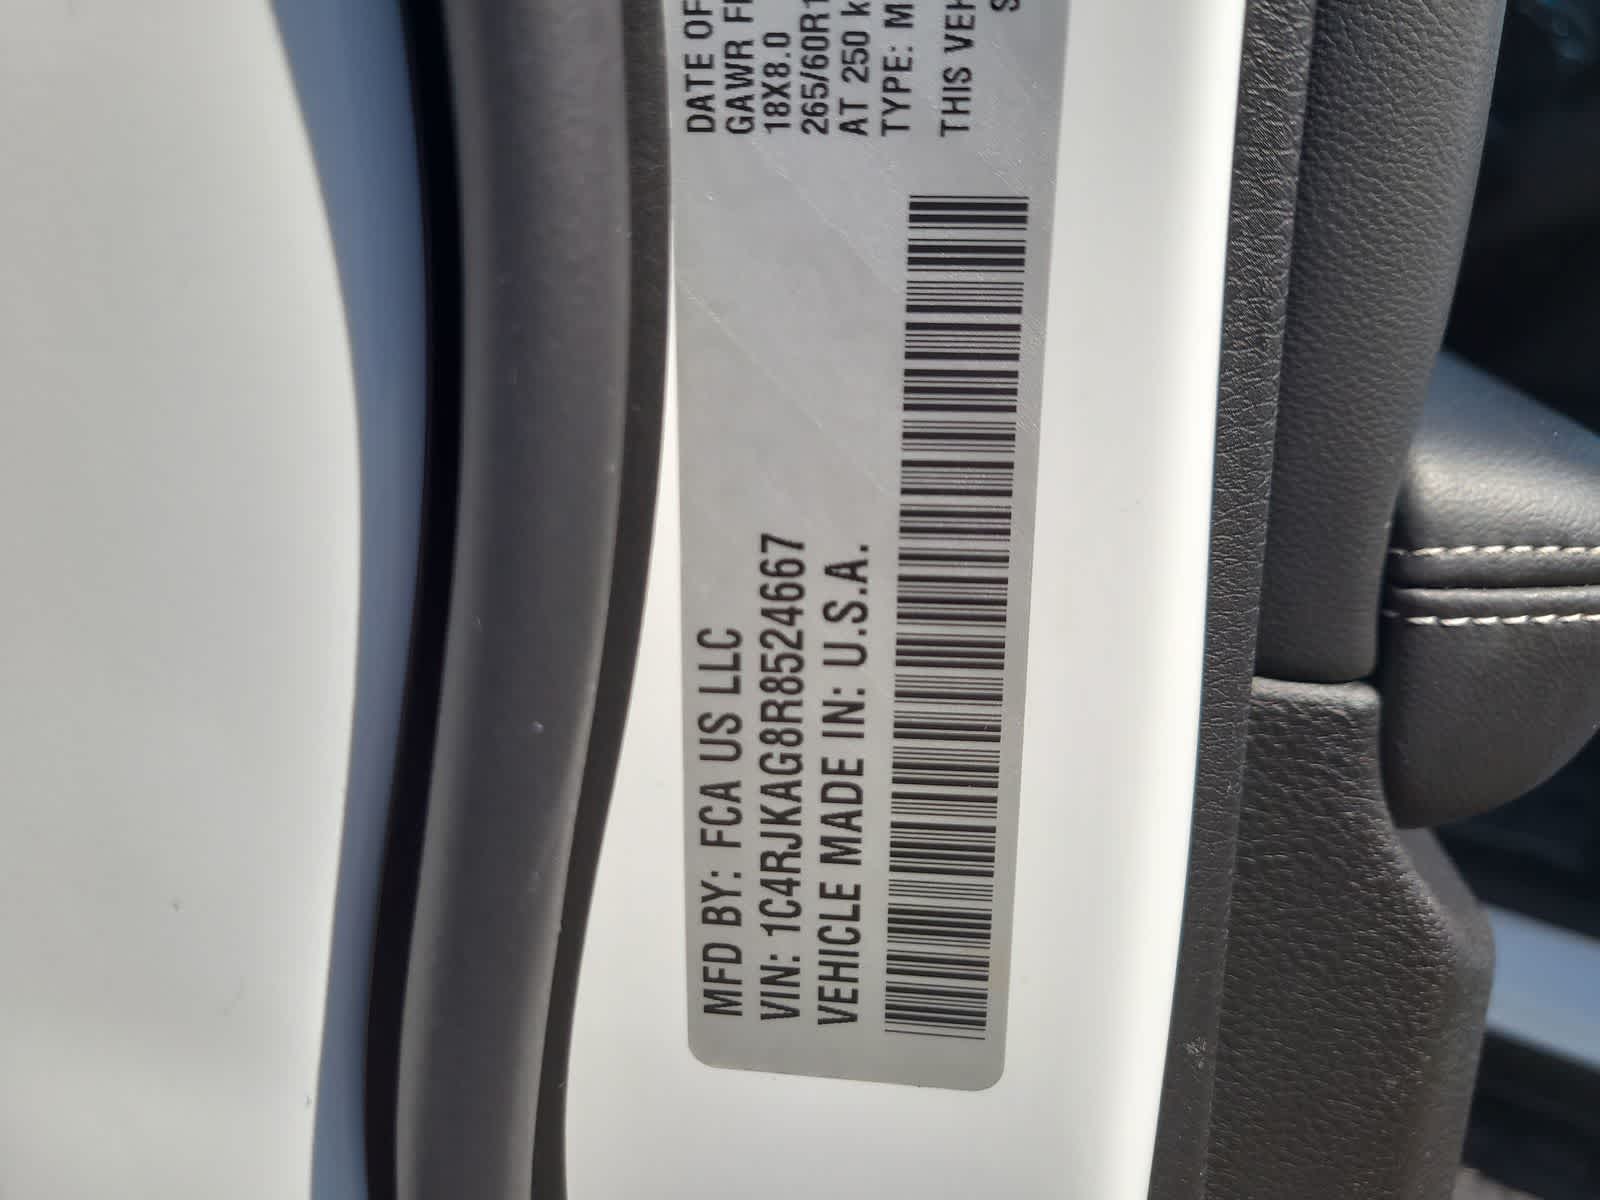 MFD BY: FCA US LLC
VIN: 1C4RJKAG8R8524667
VEHICLE MADE IN: U.S.A.
DATE OF
GAWR
18X8.0
265/60R1
AT 250 k
TYPE: M
THIS VEH